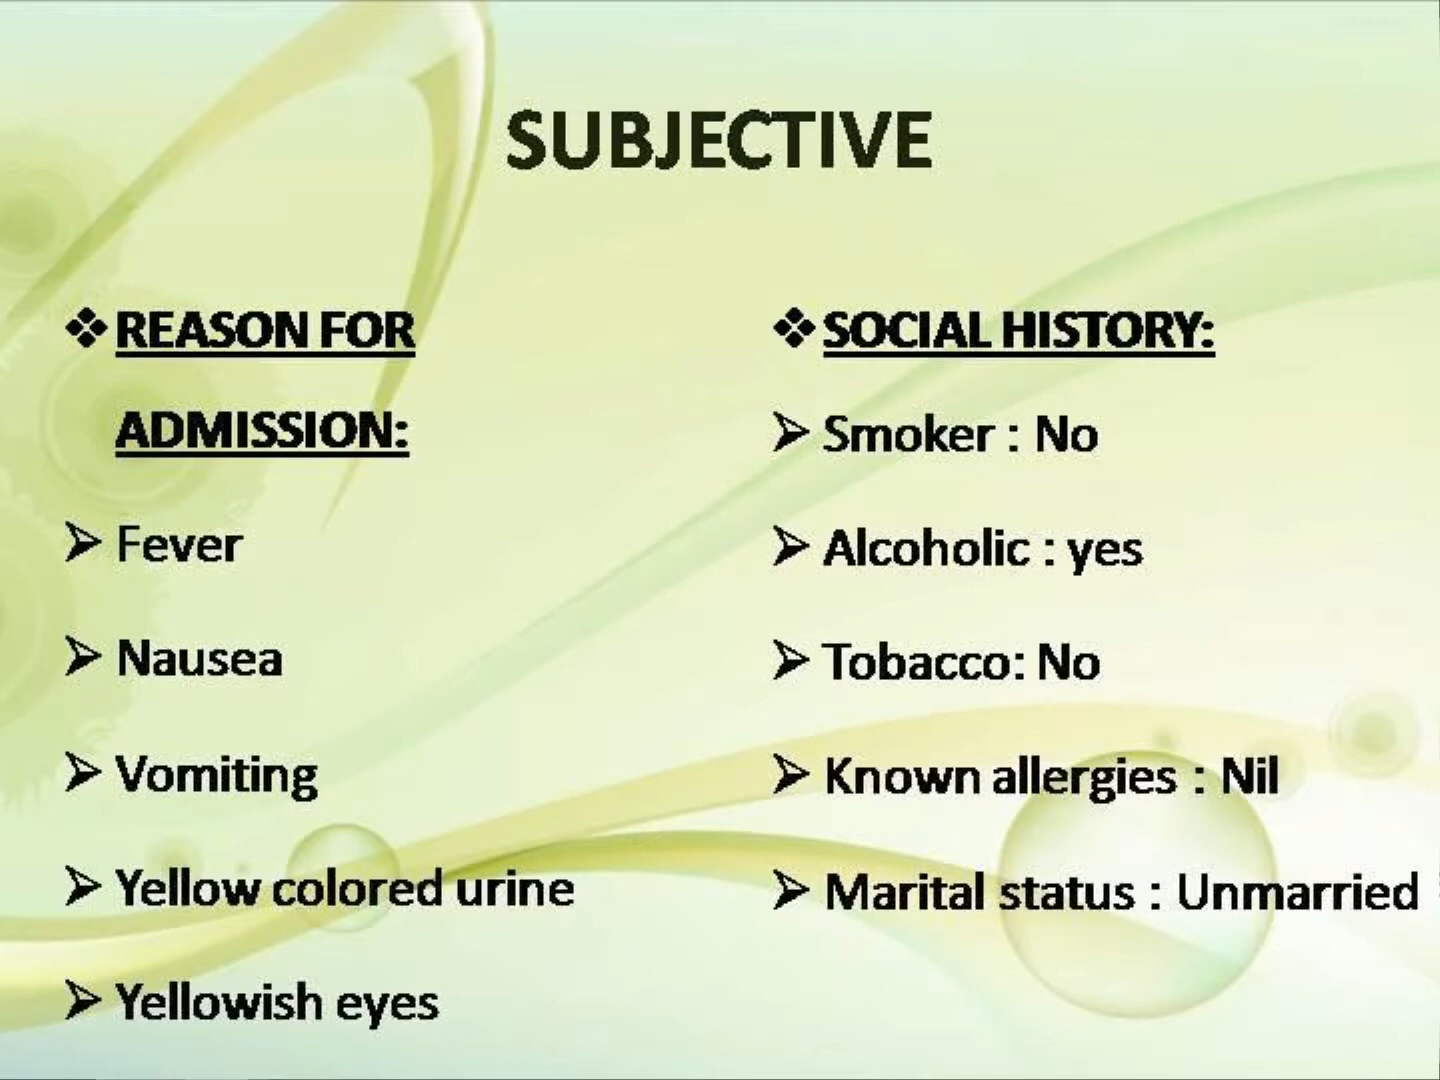 SUBJECTIVE
❖REASON FOR
ADMISSION:
➢ Fever
➢ Nausea
➢ Vomiting
➢ Yellow colored urine
➢ Yellowish eyes
❖SOCIAL HISTORY:
➢ Smoker : No
➢ Alcoholic : yes
➢ Tobacco: No
➢ Known allergies : Nil
➢ Marital status : Unmarried